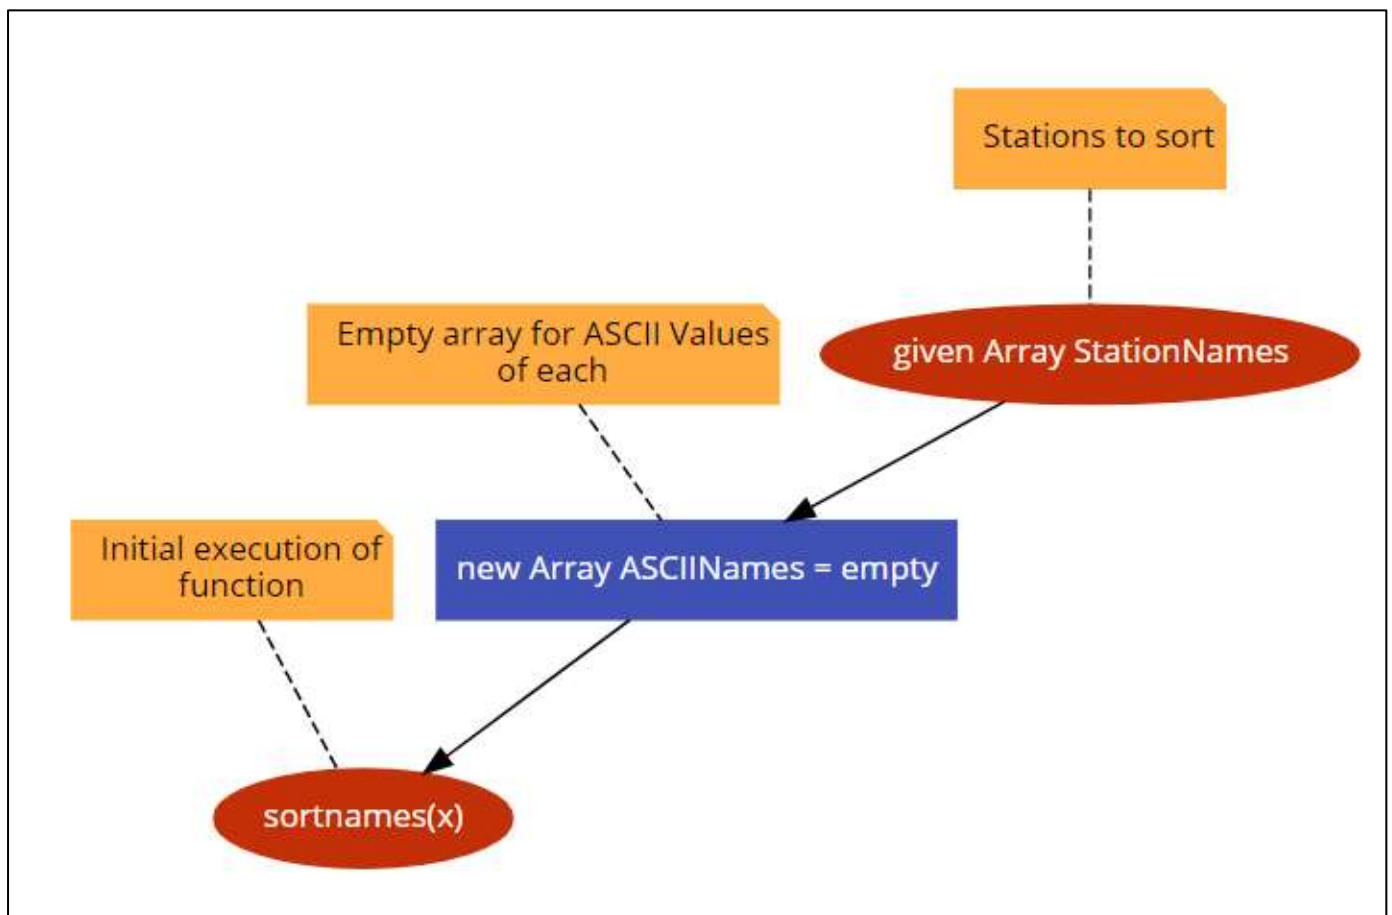 Stations to sort
given Array StationNames
Empty array for ASCII Values
of each
new Array ASCIINames = empty
Initial execution of
function
sortnames(x)